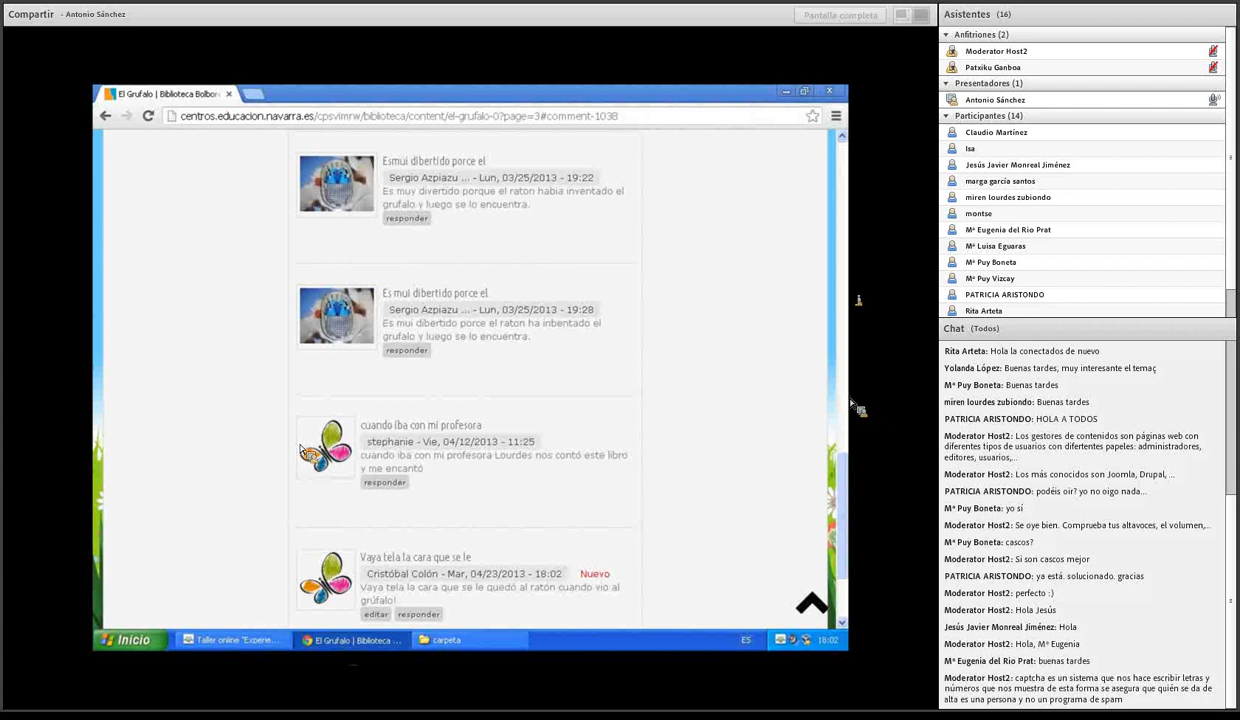 Compartir - Antonio Sánchez
Pantalla completa
El Grufalo | Biblioteca Bolbor
centros.educacion.navarra.es/cpsvimrw/biblioteca/content/el-grufalo-0?page=3#comment-1038
Esmui dibertido porce el
Sergio Azpiazu ... - Lun, 03/25/2013 - 19:22
Es muy divertido porque el raton habia inventado el
grufalo y luego se lo encuentra.
responder
Es mui dibertido porce el
Sergio Azpiazu ... - Lun, 03/25/2013 - 19:28
Es mui dibertido porce el raton ha inbentado el
grufalo y luego se lo encuentra.
responder
cuando iba con mi profesora
stephanie - Vie, 04/12/2013 - 11:25
cuando iba con mi profesora Lourdes nos contó este libro
y me encantó
responder
Vaya tela la cara que se le
Cristóbal Colón - Mar, 04/23/2013 - 18:02 Nuevo
Vaya tela la cara que se le quedó al ratón cuando vio al
grúfalo!
editar responder
Inicio
Taller online "Experie...
El Grufalo | Biblioteca ...
carpeta
ES
18:02
Asistentes (16)
Anfitriones (2)
Moderator Host2
Patxiku Ganboa
Presentadores (1)
Antonio Sánchez
Participantes (14)
Claudio Martínez
Isa
Jesús Javier Monreal Jiménez
marga garcía santos
miren lourdes zubiondo
montse
Mª Eugenia del Rio Prat
Mª Luisa Eguaras
Mª Puy Boneta
Mª Puy Vizcay
PATRICIA ARISTONDO
Rita Arteta
Chat (Todos)
Rita Arteta: Hola la conectados de nuevo
Yolanda López: Buenas tardes, muy interesante el temaç
Mª Puy Boneta: Buenas tardes
miren lourdes zubiondo: Buenas tardes
PATRICIA ARISTONDO: HOLA A TODOS
Moderator Host2: Los gestores de contenidos son páginas web con
diferentes tipos de usuarios con difertentes papeles: administradores,
editores, usuarios,...
Moderator Host2: Los más conocidos son Joomla, Drupal, ...
PATRICIA ARISTONDO: podéis oir? yo no oigo nada...
Mª Puy Boneta: yo sí
Moderator Host2: Se oye bien. Comprueba tus altavoces, el volumen,...
Mª Puy Boneta: cascos?
Moderator Host2: Si son cascos mejor
PATRICIA ARISTONDO: ya está. solucionado. gracias
Moderator Host2: perfecto :)
Moderator Host2: Hola Jesús
Jesús Javier Monreal Jiménez: Hola
Moderator Host2: Hola, Mª Eugenia
Mª Eugenia del Rio Prat: buenas tardes
Moderator Host2: captcha es un sistema que nos hace escribir letras y
números que nos muestra de esta forma se asegura que quién se da de
alta es una persona y no un programa de spam